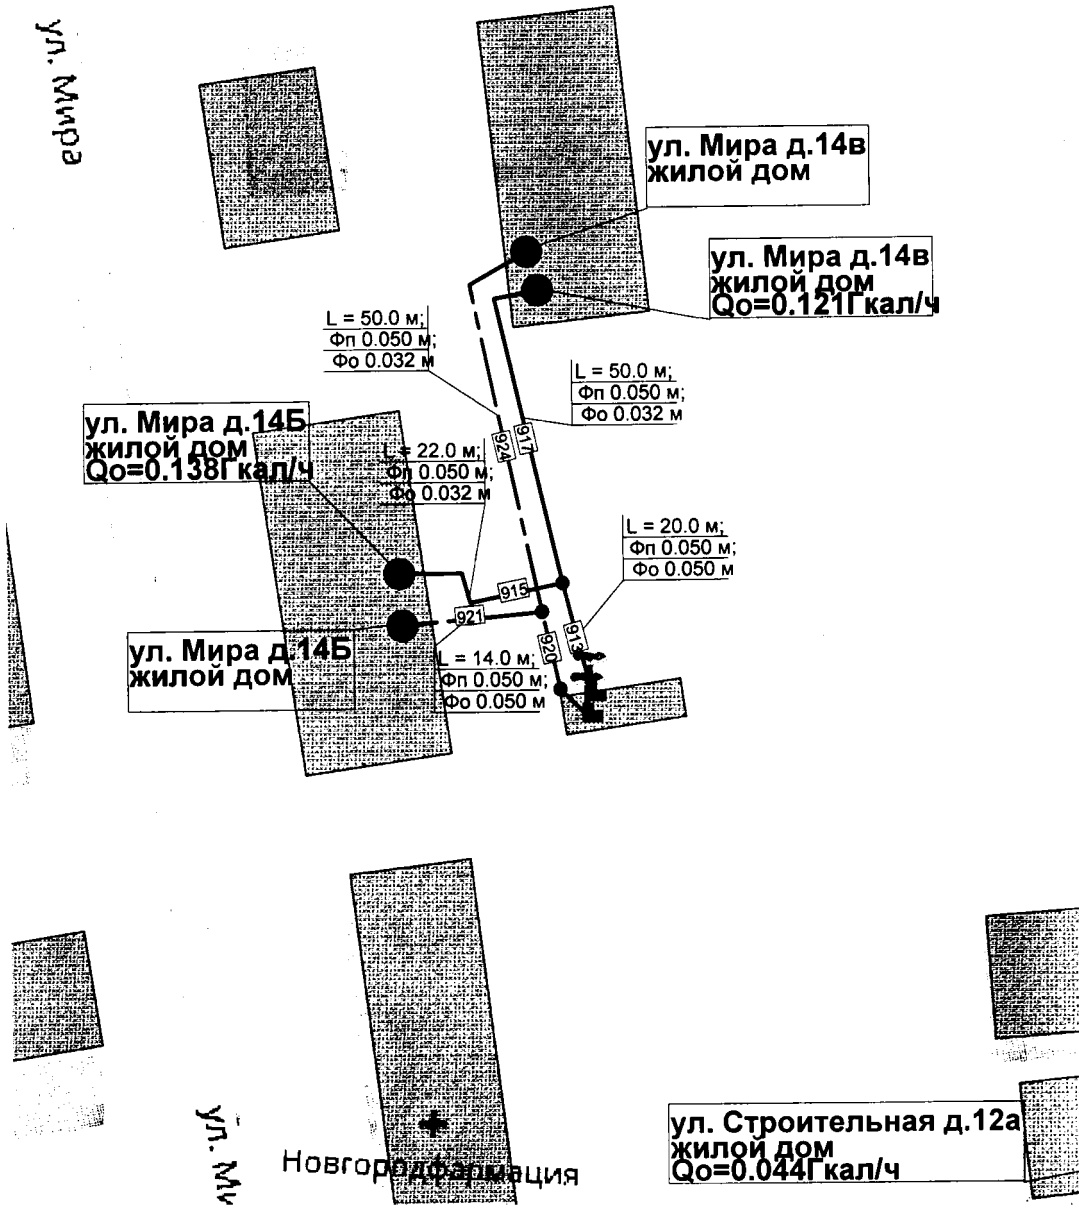 ул. Мира
ул. Мира д.14в
жилой дом
ул. Мира д.14в
жилой дом
Qо=0.121Гкал/ч
L = 50.0 м;
Фп 0.050 м;
Фо 0.032 м
L = 50.0 м;
Фп 0.050 м;
Фо 0.032 м
ул. Мира д.14Б
жилой дом
Qо=0.138Гкал/ч
L = 22.0 м;
Фп 0.050 м;
Фо 0.032 м
924
917
L = 20.0 м;
Фп 0.050 м;
Фо 0.050 м
915
921
920
913
ул. Мира д.14Б
жилой дом
L = 14.0 м;
Фп 0.050 м;
Фо 0.050 м
ул. Ми
Новгородфармация
ул. Строительная д.12а
жилой дом
Qо=0.044Гкал/ч